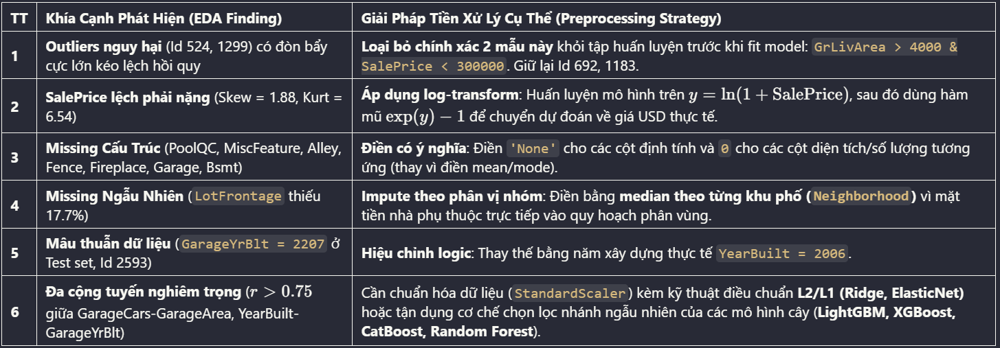 TT Khía Cạnh Phát Hiện (EDA Finding) Giải Pháp Tiền Xử Lý Cụ Thể (Preprocessing Strategy)
1 Outliers nguy hại (Id 524, 1299) có đòn bẩy
cực lớn kéo lệch hồi quy
Loại bỏ chính xác 2 mẫu này khỏi tập huấn luyện trước khi fit model: GrLivArea > 4000 &
SalePrice < 300000. Giữ lại Id 692, 1183.
2 SalePrice lệch phải nặng (Skew = 1.88, Kurt =
6.54)
Áp dụng log-transform: Huấn luyện mô hình trên y = ln(1 + SalePrice), sau đó dùng hàm
mũ exp(y) − 1 để chuyển dự đoán về giá USD thực tế.
3 Missing Cấu Trúc (PoolQC, MiscFeature, Alley,
Fence, Fireplace, Garage, Bsmt)
Điền có ý nghĩa: Điền 'None' cho các cột định tính và 0 cho các cột diện tích/số lượng tương
ứng (thay vì điền mean/mode).
4 Missing Ngẫu Nhiên (LotFrontage thiếu
17.7%)
Impute theo phân vị nhóm: Điền bằng median theo từng khu phố (Neighborhood) vì mặt
tiền nhà phụ thuộc trực tiếp vào quy hoạch phân vùng.
5 Mâu thuẫn dữ liệu (GarageYrBlt = 2207 ở
Test set, Id 2593)
Hiệu chỉnh logic: Thay thế bằng năm xây dựng thực tế YearBuilt = 2006.
6 Đa cộng tuyến nghiêm trọng (r > 0.75
giữa GarageCars-GarageArea, YearBuilt-
GarageYrBlt)
Cần chuẩn hóa dữ liệu (StandardScaler) kèm kỹ thuật điều chuẩn L2/L1 (Ridge, ElasticNet)
hoặc tận dụng cơ chế chọn lọc nhánh ngẫu nhiên của các mô hình cây (LightGBM, XGBoost,
CatBoost, Random Forest).